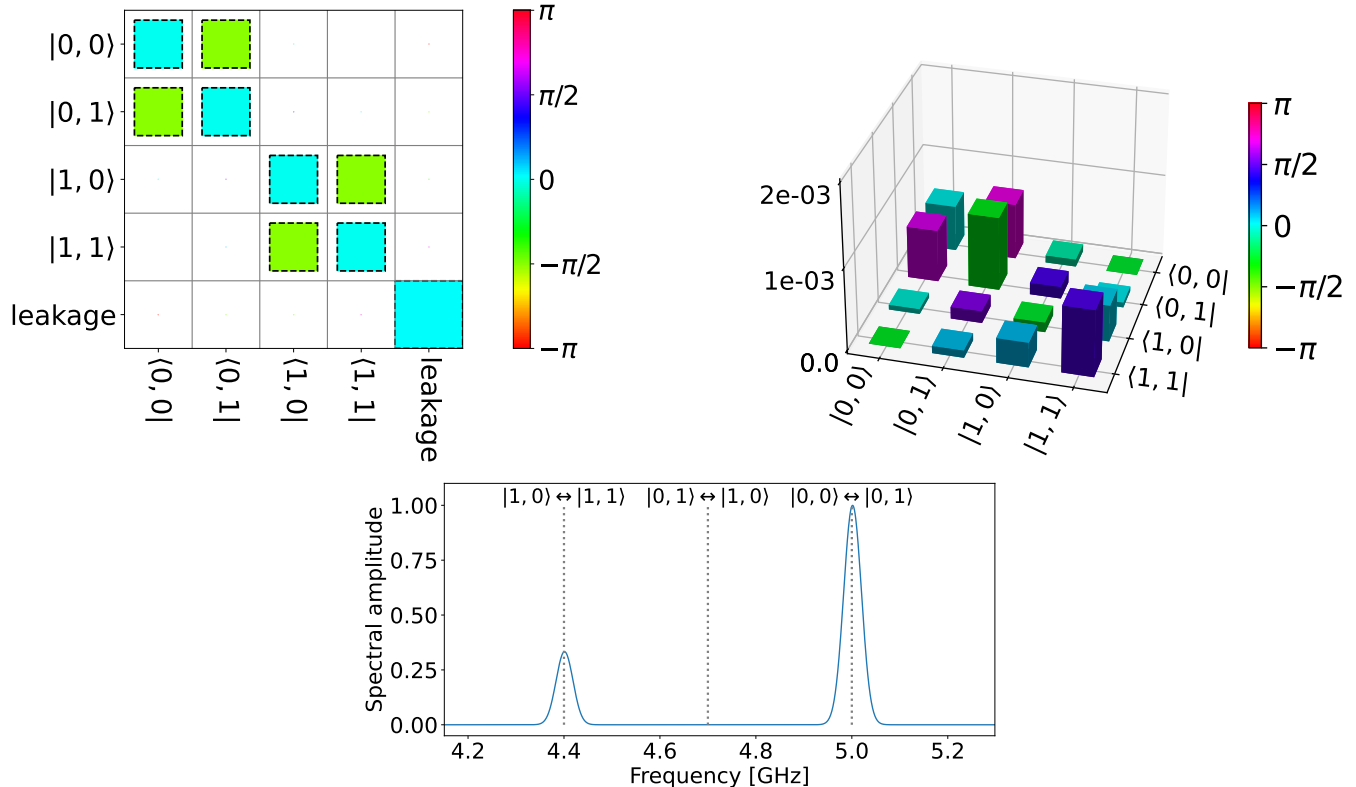 |0, 0⟩
|0, 1⟩
|1, 0⟩
|1, 1⟩
leakage
⟨0, 0|
⟨0, 1|
⟨1, 0|
⟨1, 1|
leakage
π
π/2
0
−π/2
−π
2e-03
1e-03
0.0
|0, 0⟩
|0, 1⟩
|1, 0⟩
|1, 1⟩
⟨0, 0|
⟨0, 1|
⟨1, 0|
⟨1, 1|
π
π/2
0
−π/2
−π
|1, 0⟩ ↔ |1, 1⟩ |0, 1⟩ ↔ |1, 0⟩ |0, 0⟩ ↔ |0, 1⟩
Spectral amplitude
1.00
0.75
0.50
0.25
0.00
4.2 4.4 4.6 4.8 5.0 5.2
Frequency [GHz]